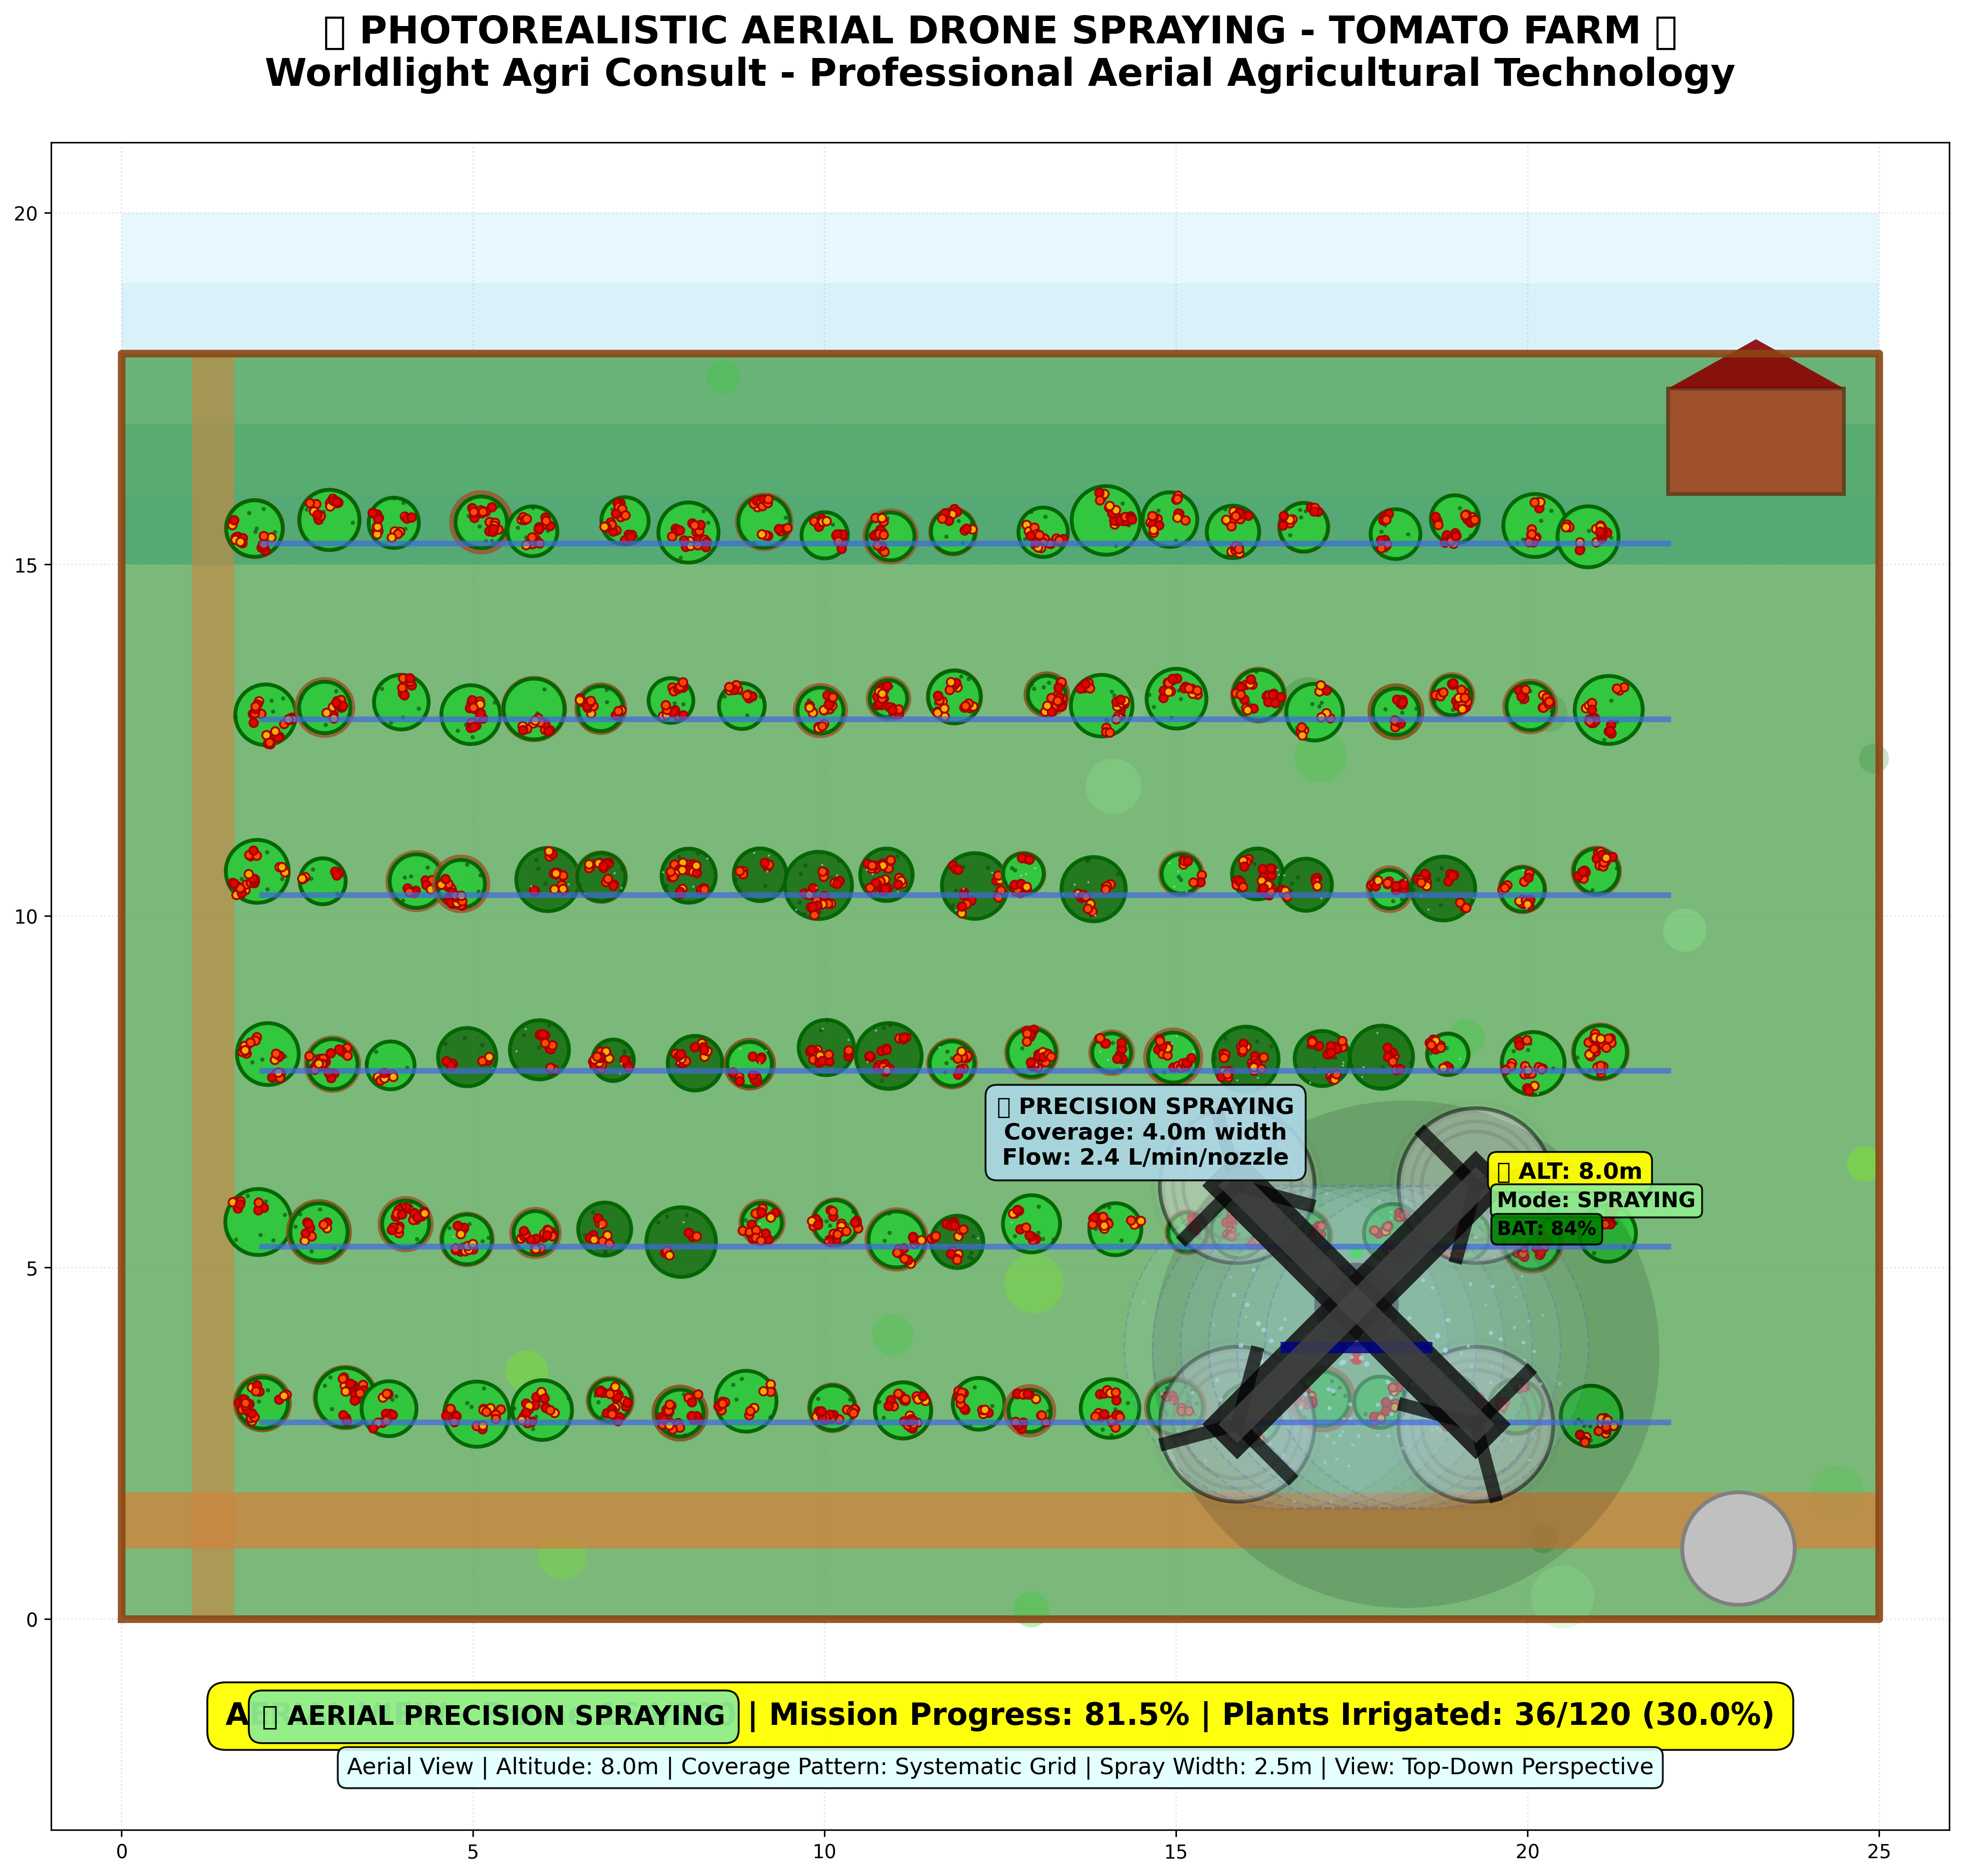 PHOTOREALISTIC AERIAL DRONE SPRAYING - TOMATO FARM
Worldlight Agri Consult - Professional Aerial Agricultural Technology
20
15
10
5
0
PRECISION SPRAYING
Coverage: 4.0m width
Flow: 2.4 L/min/nozzle
ALT: 8.0m
Mode: SPRAYING
BAT: 84%
AERIAL PRECISION SPRAYING
| Mission Progress: 81.5% | Plants Irrigated: 36/120 (30.0%)
Aerial View | Altitude: 8.0m | Coverage Pattern: Systematic Grid | Spray Width: 2.5m | View: Top-Down Perspective
0 5 10 15 20 25